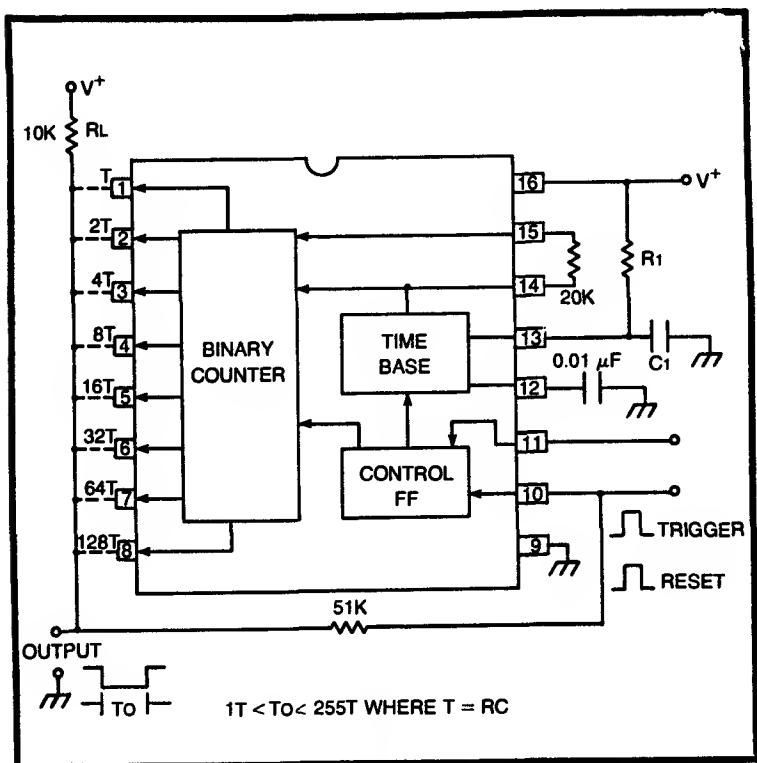 V+
10K RL
T 1
2T 2
4T 3
8T 4
16T 5
32T 6
64T 7
128T 8
BINARY
COUNTER
TIME
BASE
CONTROL
FF
16 V+
15
14
20K
R1
13
C1
12 0.01 µF
11
10
9
TRIGGER
RESET
51K
OUTPUT
TO
1T < TO < 255T WHERE T = RC